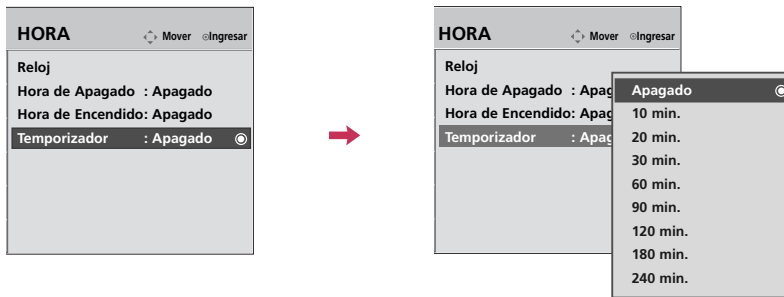 HORA Mover Ingresar
Reloj
Hora de Apagado : Apagado
Hora de Encendido: Apagado
Temporizador : Apagado
HORA Mover Ingresar
Reloj
Hora de Apagado : Apag
Hora de Encendido: Apag
Temporizador : Apag
Apagado
10 min.
20 min.
30 min.
60 min.
90 min.
120 min.
180 min.
240 min.